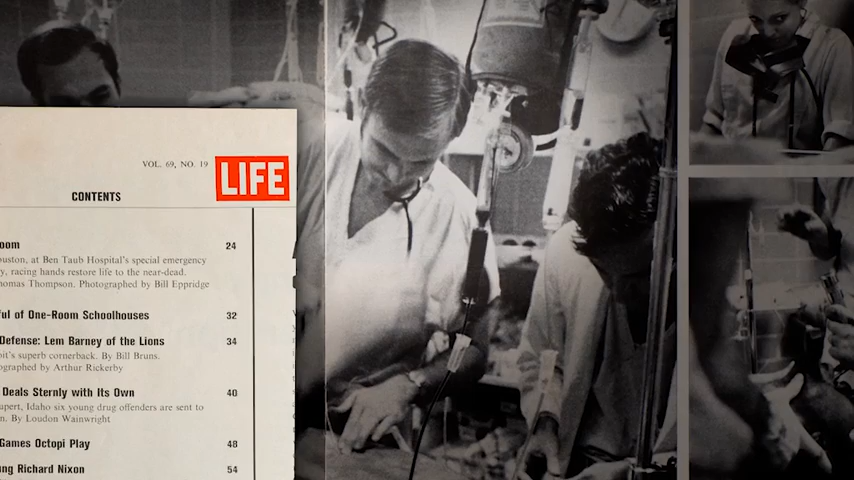 VOL. 69, NO. 19
LIFE
CONTENTS
oom 24
ouston, at Ben Taub Hospital's special emergency
y, racing hands restore life to the near-dead.
homas Thompson. Photographed by Bill Eppridge
ful of One-Room Schoolhouses 32
Defense: Lem Barney of the Lions 34
oit's superb cornerback. By Bill Bruns.
ographed by Arthur Rickerby
Deals Sternly with Its Own 40
upert, Idaho six young drug offenders are sent to
n. By Loudon Wainwright
Games Octopi Play 48
ng Richard Nixon 54